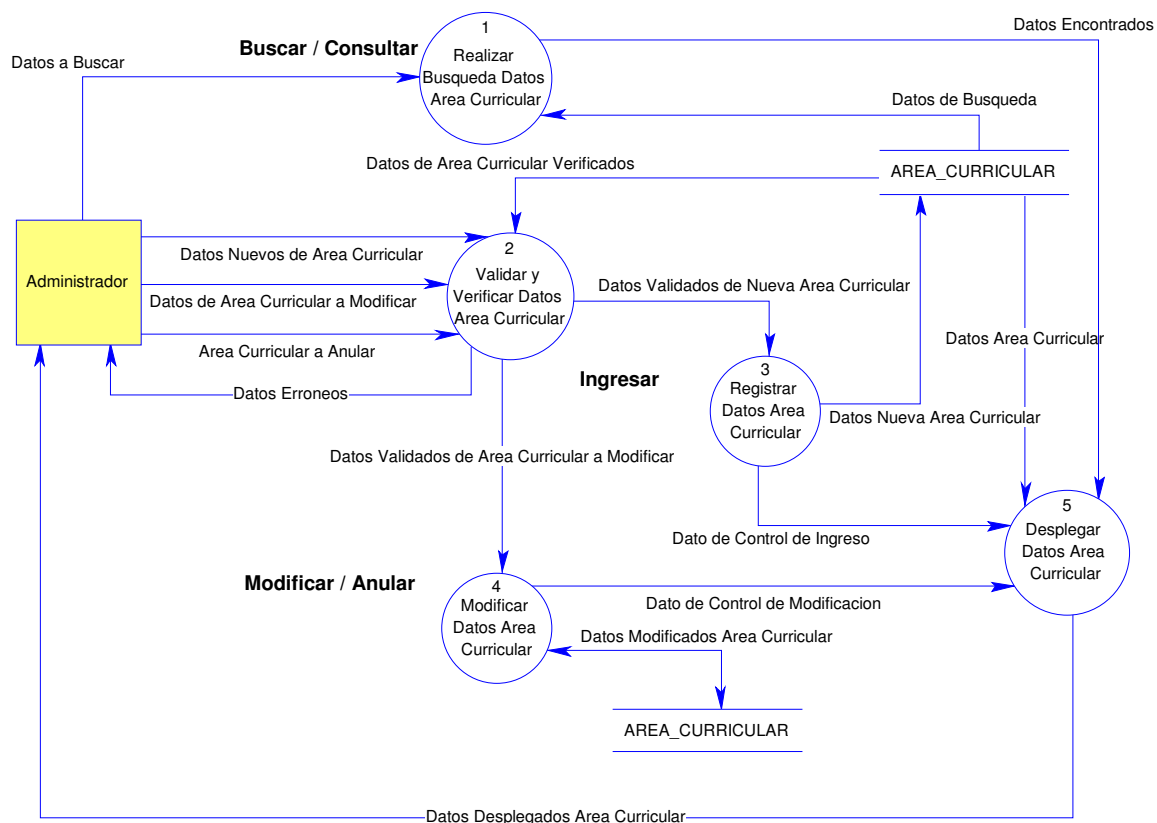 Datos Encontrados
1
Buscar / Consultar
Realizar
Busqueda Datos
Area Curricular
Datos a Buscar
Datos de Busqueda
Datos de Area Curricular Verificados
AREA_CURRICULAR
Administrador
Datos Nuevos de Area Curricular
Datos de Area Curricular a Modificar
Area Curricular a Anular
Datos Erroneos
2
Validar y
Verificar Datos
Area Curricular
Datos Validados de Nueva Area Curricular
Datos Area Curricular
Ingresar
3
Registrar
Datos Area
Curricular
Datos Nueva Area Curricular
Datos Validados de Area Curricular a Modificar
Dato de Control de Ingreso
5
Desplegar
Datos Area
Curricular
Modificar / Anular
4
Modificar
Datos Area
Curricular
Dato de Control de Modificacion
Datos Modificados Area Curricular
AREA_CURRICULAR
Datos Desplegados Area Curricular